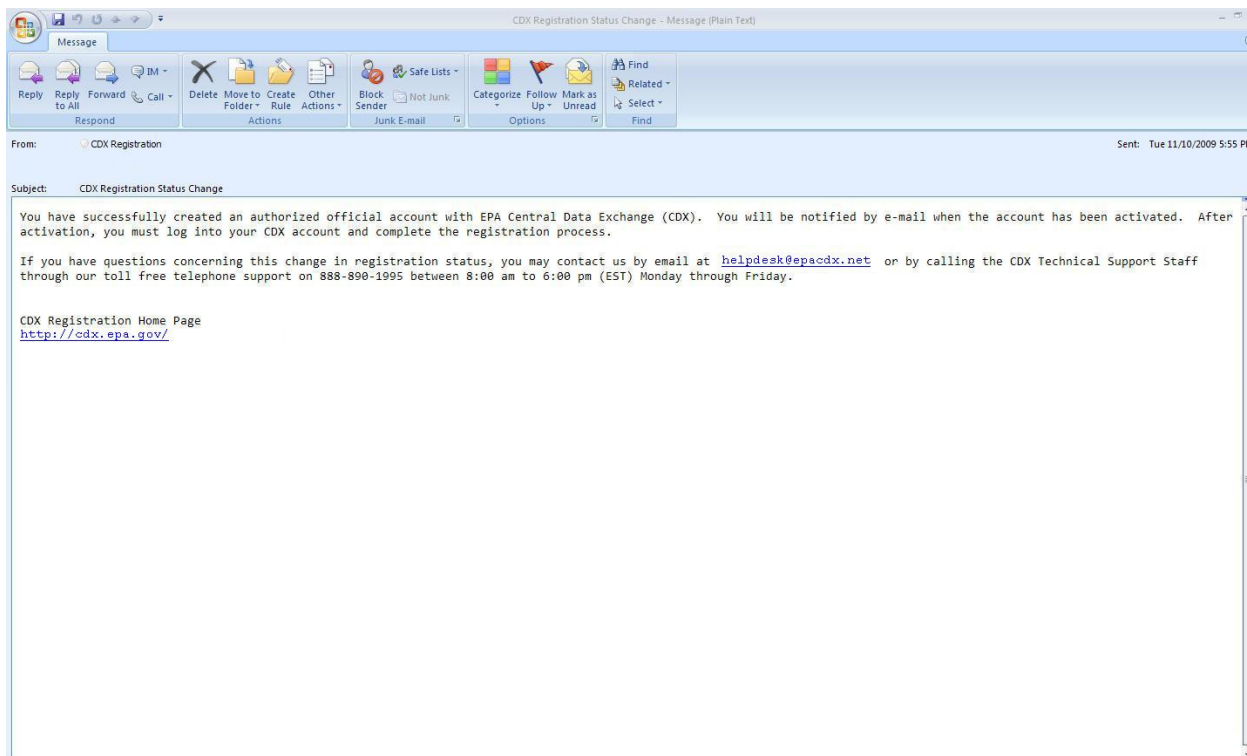 CDX Registration Status Change - Message (Plain Text)
Message
Reply
Reply to All
Forward
IM
Call
Delete
Move to Folder
Create Rule
Other Actions
Block Sender
Safe Lists
Not Junk
Categorize
Follow Up
Mark as Unread
Find
Related
Select
Respond
Actions
Junk E-mail
Options
Find
From: CDX Registration
Sent: Tue 11/10/2009 5:55
Subject: CDX Registration Status Change
You have successfully created an authorized official account with EPA Central Data Exchange (CDX). You will be notified by e-mail when the account has been activated. After
activation, you must log into your CDX account and complete the registration process.
If you have questions concerning this change in registration status, you may contact us by email at helpdesk@epacdx.net or by calling the CDX Technical Support Staff
through our toll free telephone support on 888-890-1995 between 8:00 am to 6:00 pm (EST) Monday through Friday.
CDX Registration Home Page
http://cdx.epa.gov/